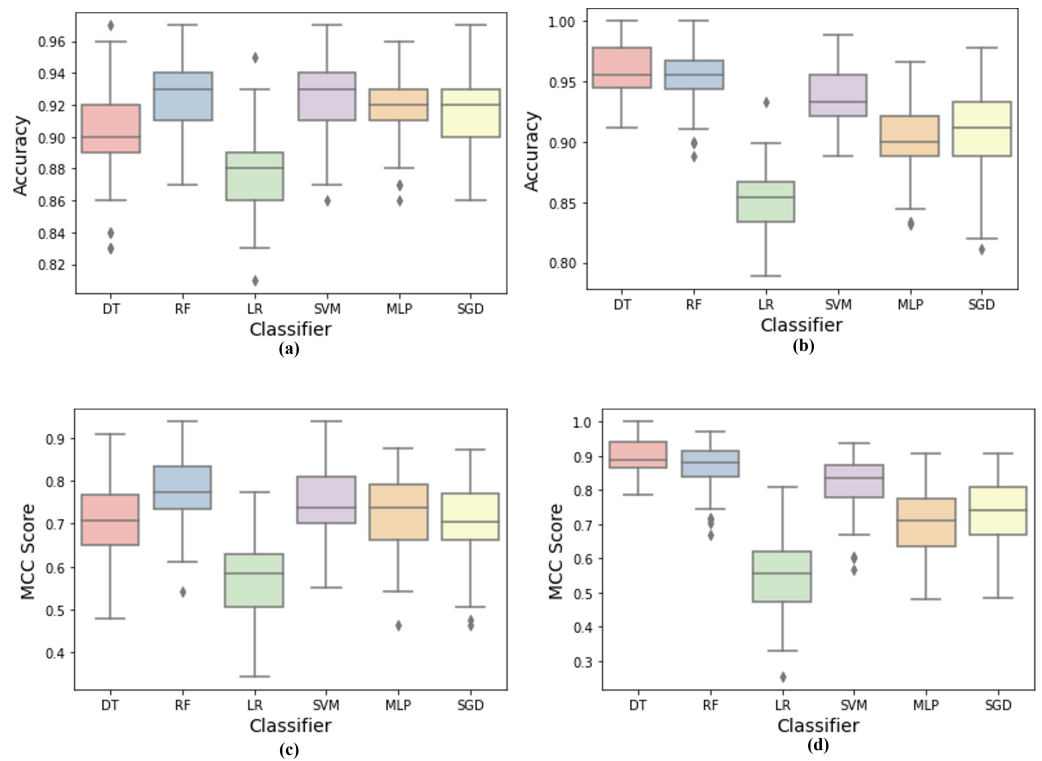 Accuracy
0.96
0.94
0.92
0.90
0.88
0.86
0.84
0.82
DT RF LR SVM MLP SGD
Classifier
(a)
Accuracy
1.00
0.95
0.90
0.85
0.80
DT RF LR SVM MLP SGD
Classifier
(b)
MCC Score
0.9
0.8
0.7
0.6
0.5
0.4
DT RF LR SVM MLP SGD
Classifier
(c)
MCC Score
1.0
0.9
0.8
0.7
0.6
0.5
0.4
0.3
DT RF LR SVM MLP SGD
Classifier
(d)